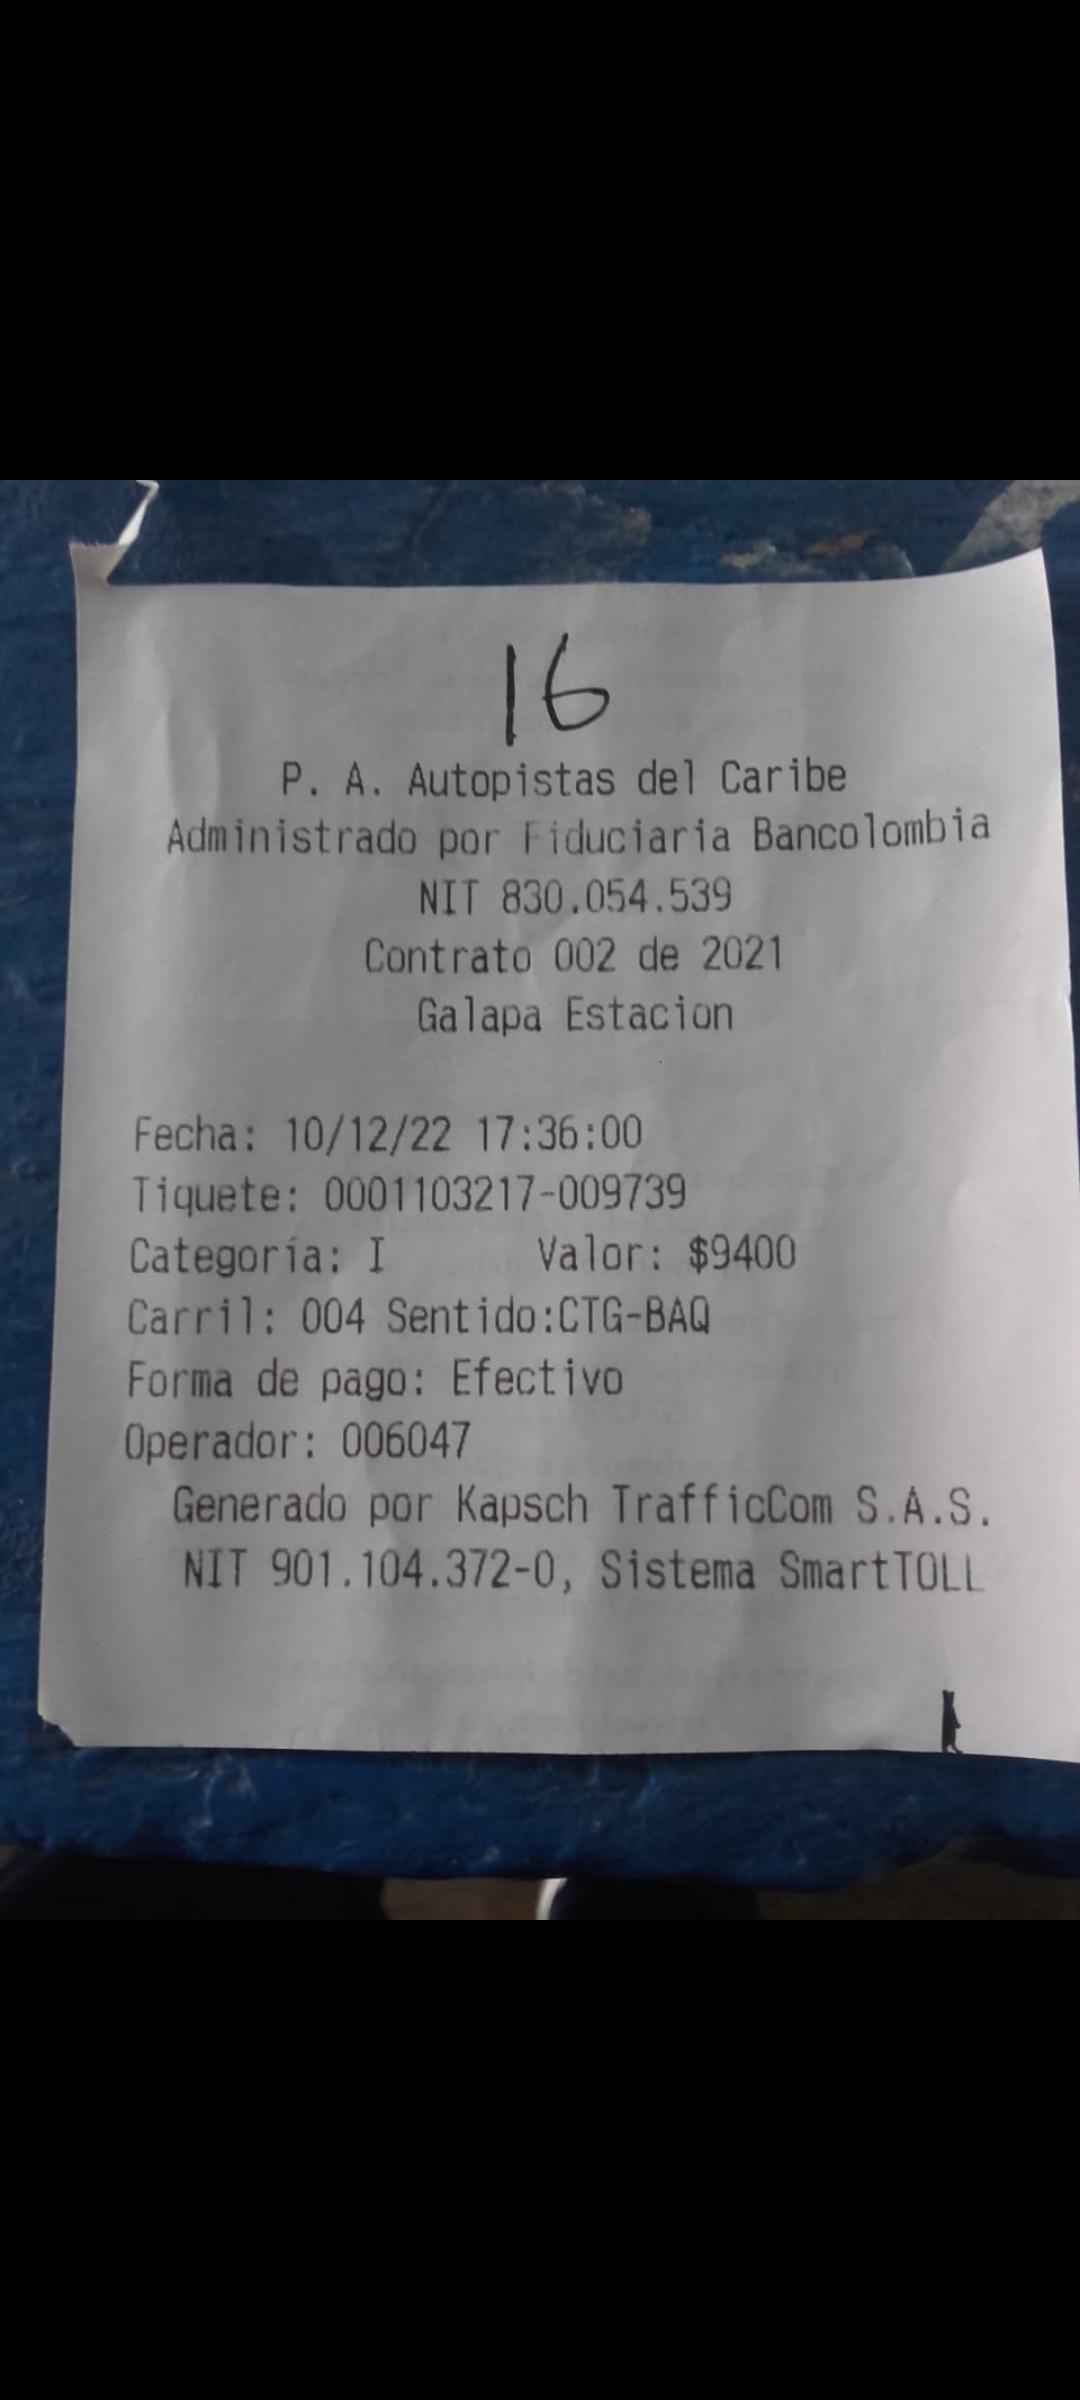 16
P. A. Autopistas del Caribe
Administrado por Fiduciaria Bancolombia
NIT 830.054.539
Contrato 002 de 2021
Galapa Estacion
Fecha: 10/12/22 17:36:00
Tiquete: 0001103217-009739
Categoría: I Valor: $9400
Carril: 004 Sentido:CTG-BAQ
Forma de pago: Efectivo
Operador: 006047
Generado por Kapsch TrafficCom S.A.S.
NIT 901.104.372-0, Sistema SmartTOLL